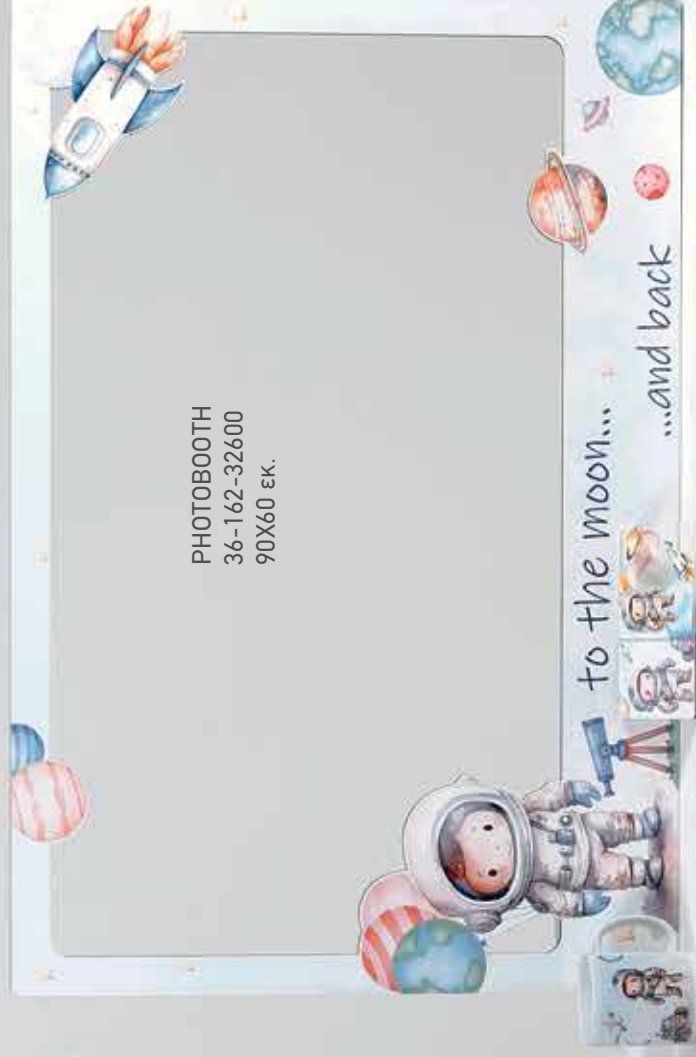 PHOTOBOOTH
36-162-32600
90X60 εκ.
to the moon...
...and back